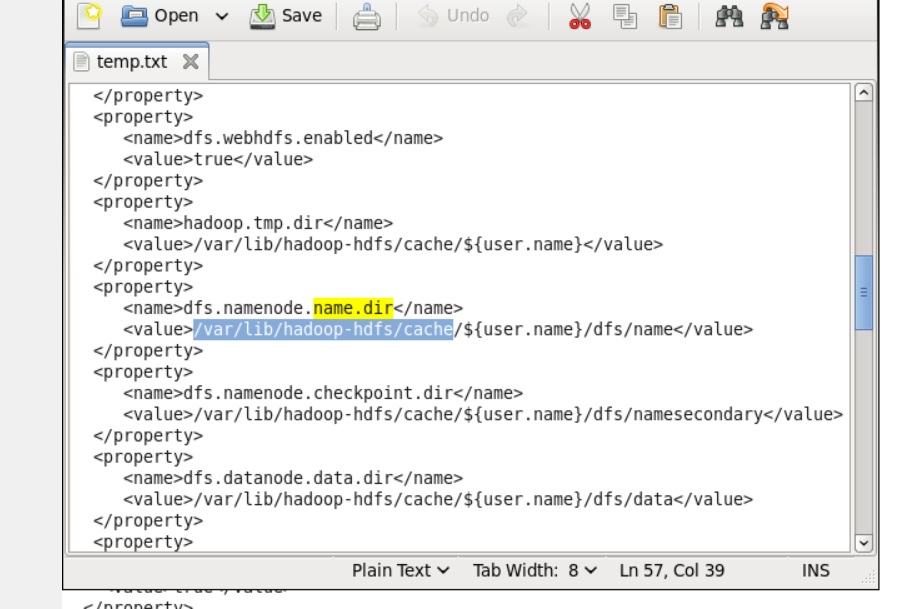 Open Save Undo
temp.txt
</property>
<property>
<name>dfs.webhdfs.enabled</name>
<value>true</value>
</property>
<property>
<name>hadoop.tmp.dir</name>
<value>/var/lib/hadoop-hdfs/cache/${user.name}</value>
</property>
<property>
<name>dfs.namenode.name.dir</name>
<value>/var/lib/hadoop-hdfs/cache/${user.name}/dfs/name</value>
</property>
<property>
<name>dfs.namenode.checkpoint.dir</name>
<value>/var/lib/hadoop-hdfs/cache/${user.name}/dfs/namesecondary</value>
</property>
<property>
<name>dfs.datanode.data.dir</name>
<value>/var/lib/hadoop-hdfs/cache/${user.name}/dfs/data</value>
</property>
<property>
Plain Text Tab Width: 8 Ln 57, Col 39 INS
<value>true</value>
</property>